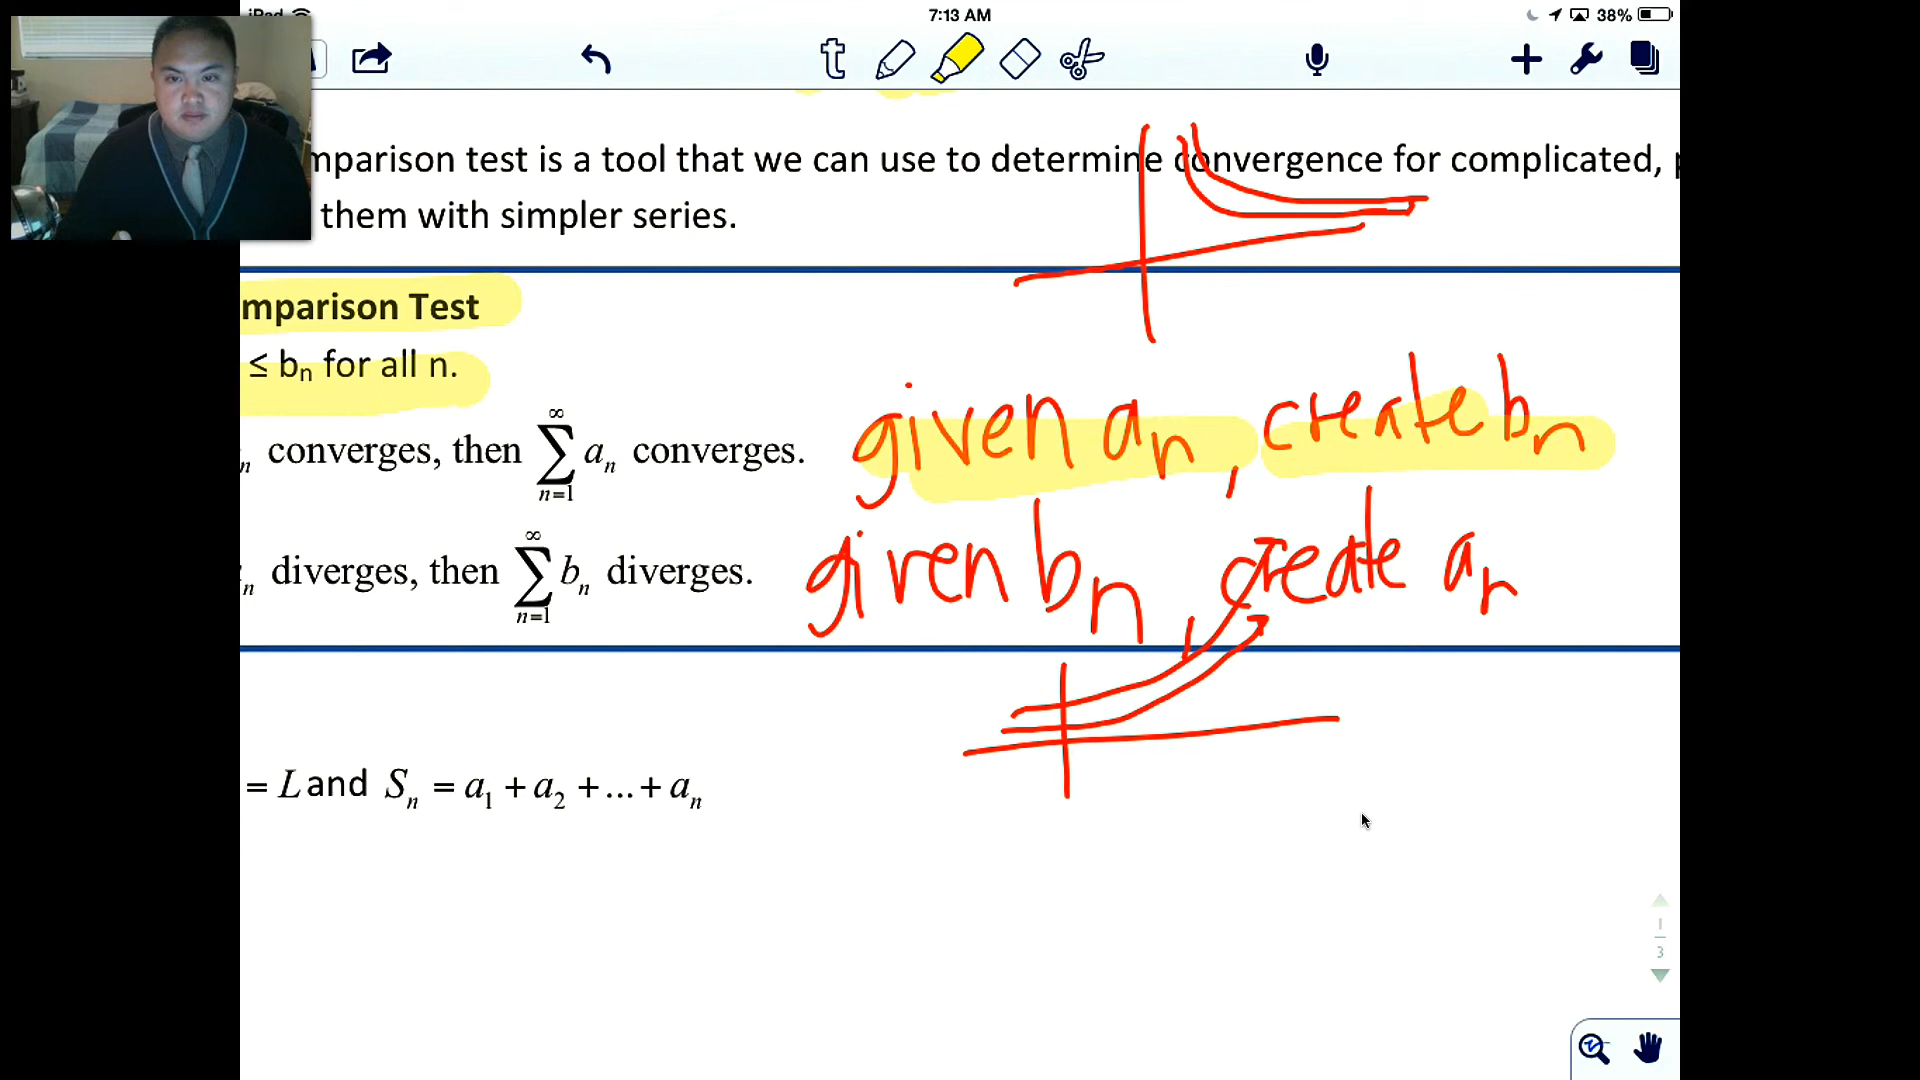 iPad 7:13 AM 38%
t
mparison test is a tool that we can use to determine convergence for complicated,
them with simpler series.
mparison Test
≤ bₙ for all n.
ₙ converges, then ∑_{n=1}^{∞} aₙ converges.
given aₙ, create bₙ
ₙ diverges, then ∑_{n=1}^{∞} bₙ diverges.
given bₙ, create aₙ
= L and Sₙ = a₁ + a₂ + ... + aₙ
1
3